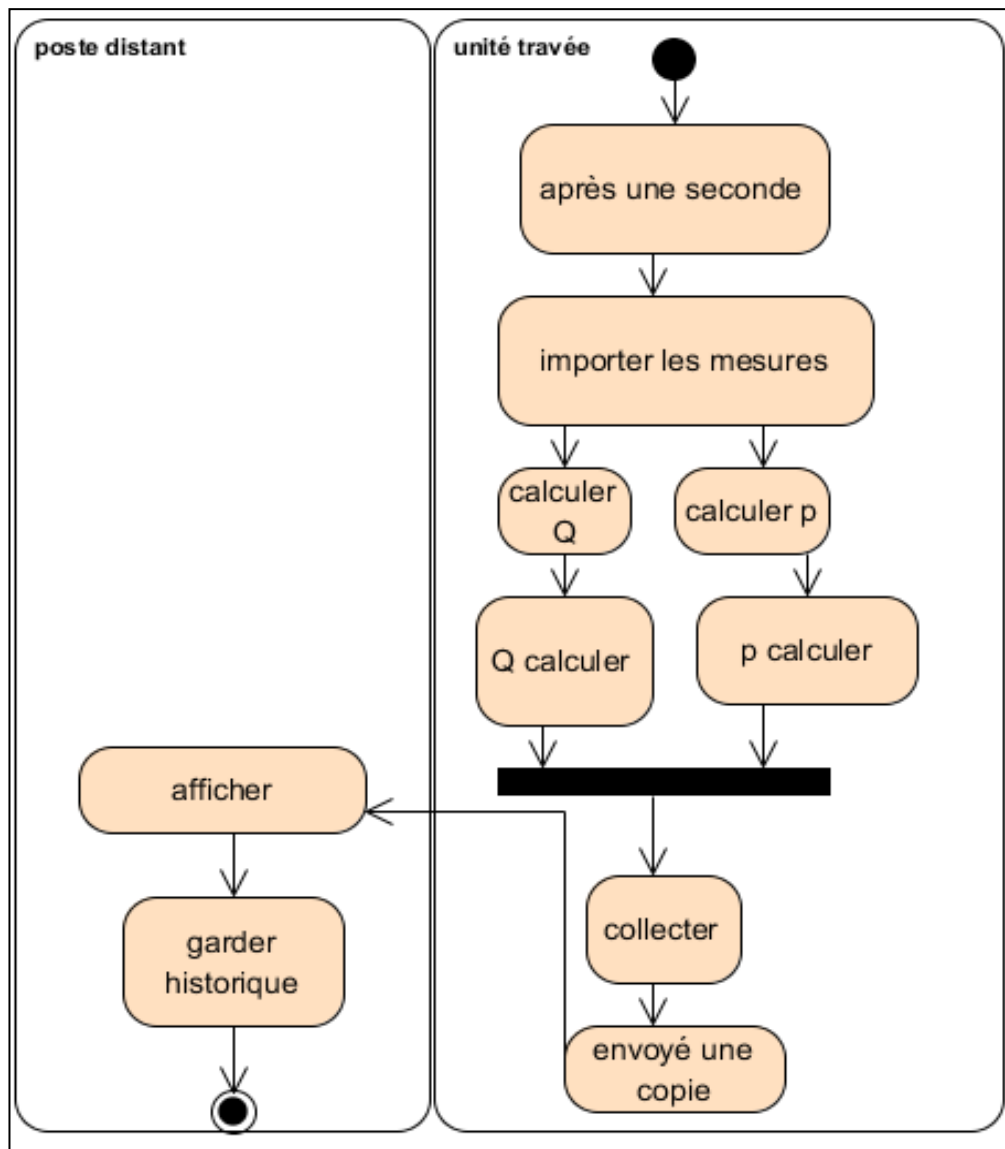 poste distant
unité travée
après une seconde
importer les mesures
calculer
Q
calculer p
Q calculer
p calculer
afficher
garder
historique
collecter
envoyé une
copie